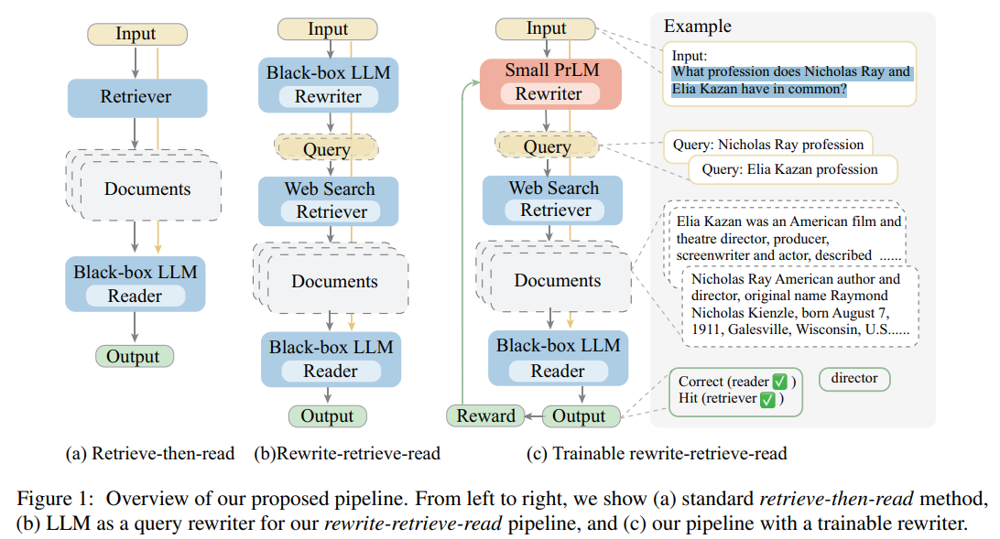 Input
Retriever
Documents
Black-box LLM
Reader
Output
(a) Retrieve-then-read
Input
Black-box LLM
Rewriter
Query
Web Search
Retriever
Documents
Black-box LLM
Reader
Output
(b)Rewrite-retrieve-read
Input
Small PrLM
Rewriter
Query
Web Search
Retriever
Documents
Black-box LLM
Reader
Reward
Output
(c) Trainable rewrite-retrieve-read
Example
Input:
What profession does Nicholas Ray and
Elia Kazan have in common?
Query: Nicholas Ray profession
Query: Elia Kazan profession
Elia Kazan was an American film and
theatre director, producer,
screenwriter and actor, described ......
Nicholas Ray American author and
director, original name Raymond
Nicholas Kienzle, born August 7,
1911, Galesville, Wisconsin, U.S......
Correct (reader ✅ )
Hit (retriever ✅ )
director
Figure 1: Overview of our proposed pipeline. From left to right, we show (a) standard retrieve-then-read method,
(b) LLM as a query rewriter for our rewrite-retrieve-read pipeline, and (c) our pipeline with a trainable rewriter.